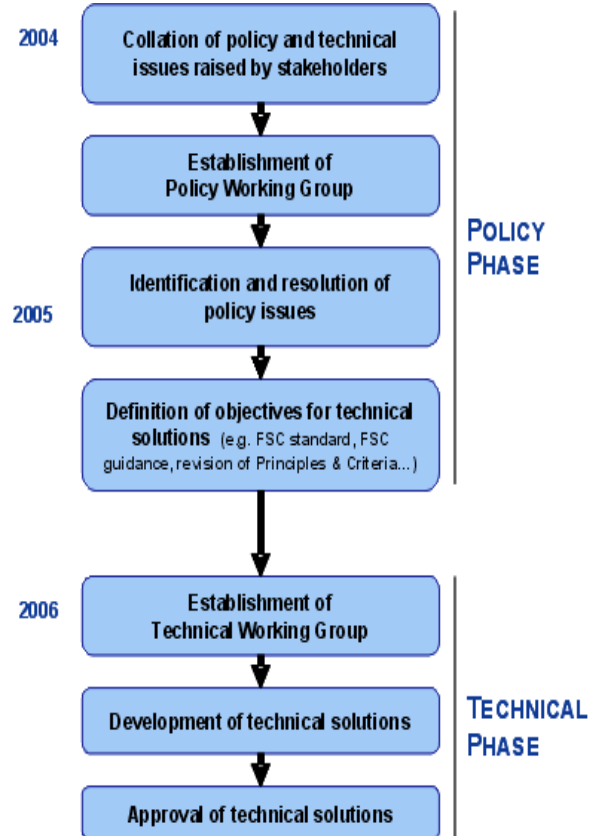 2004
Collation of policy and technical
issues raised by stakeholders
Establishment of
Policy Working Group
POLICY
PHASE
Identification and resolution of
policy issues
2005
Definition of objectives for technical
solutions (e.g. FSC standard, FSC
guidance, revision of Principles & Criteria...)
2006
Establishment of
Technical Working Group
Development of technical solutions
TECHNICAL
PHASE
Approval of technical solutions